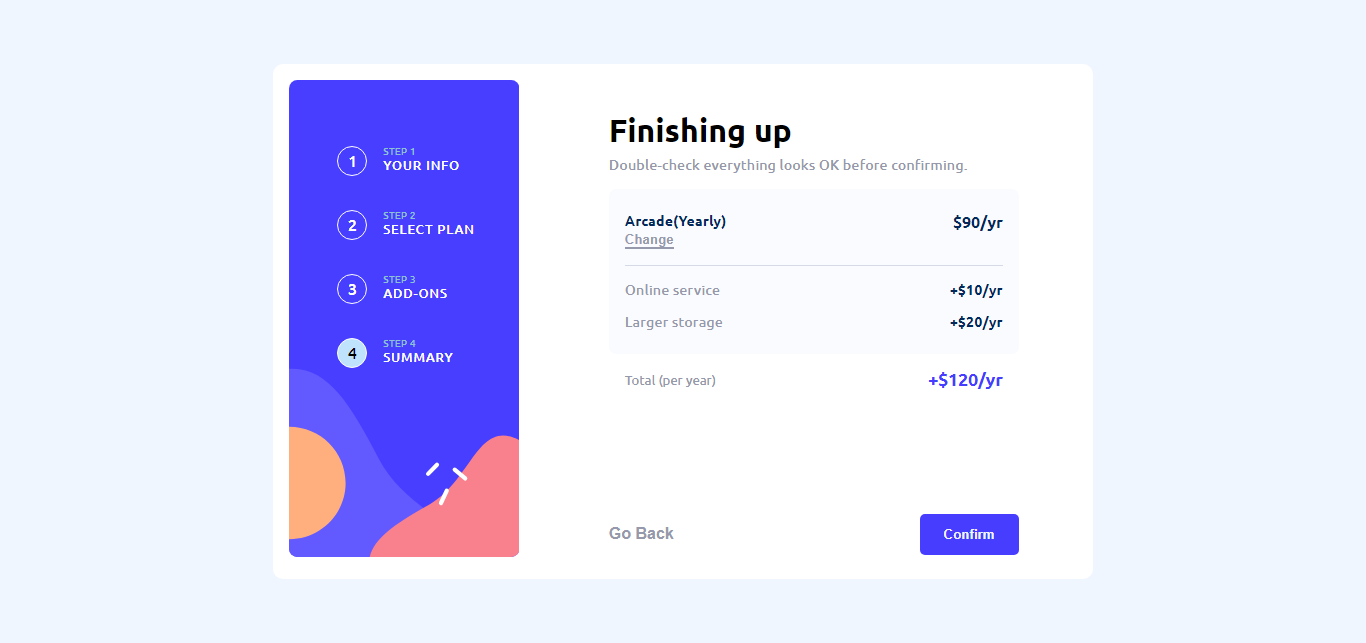 1
STEP 1
YOUR INFO
2
STEP 2
SELECT PLAN
3
STEP 3
ADD-ONS
4
STEP 4
SUMMARY
Finishing up
Double-check everything looks OK before confirming.
Arcade(Yearly) $90/yr
Change
Online service +$10/yr
Larger storage +$20/yr
Total (per year) +$120/yr
Go Back Confirm